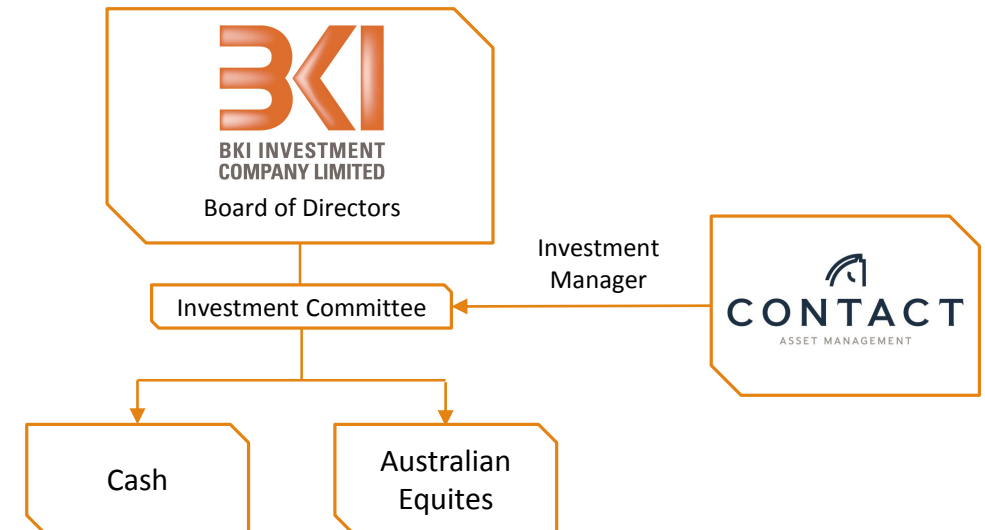 BKI
BKI INVESTMENT
COMPANY LIMITED
Board of Directors
Investment
Manager
Investment Committee
CONTACT
ASSET MANAGEMENT
Cash
Australian
Equites